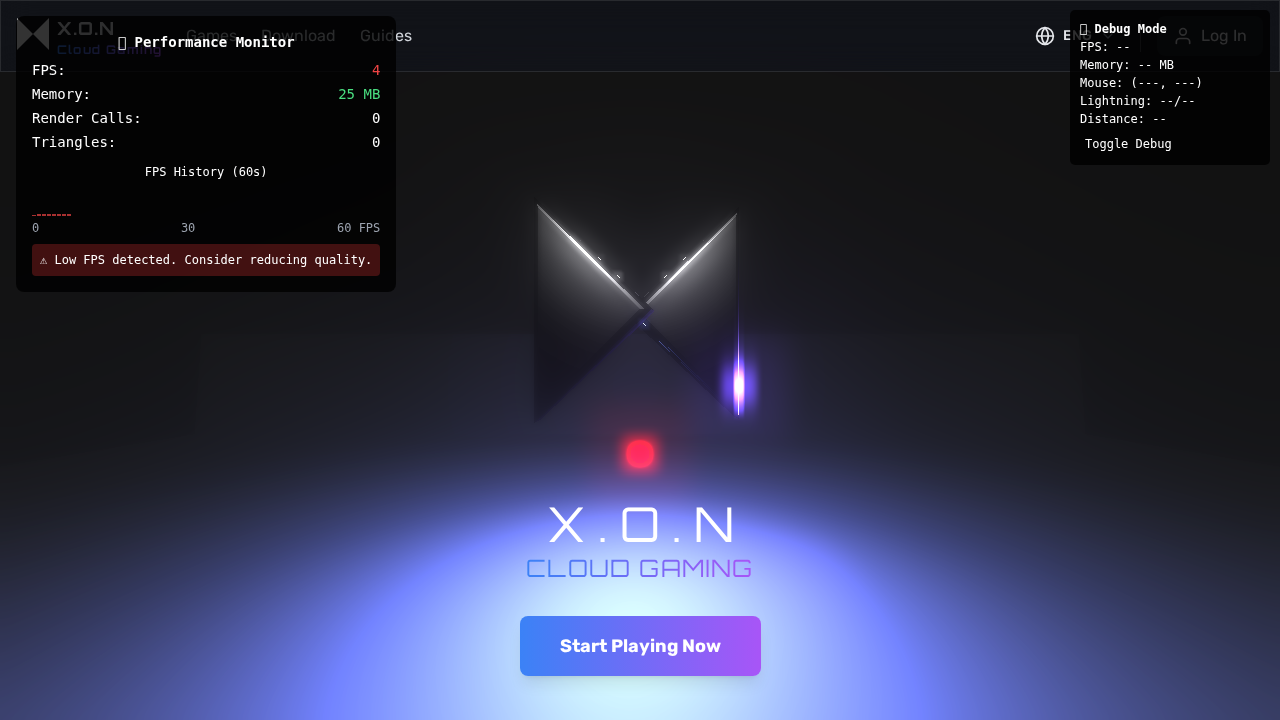 X.O.N
Cloud Gaming
Games
Download
Guides
ENG
Log In
Performance Monitor
FPS: 4
Memory: 25 MB
Render Calls: 0
Triangles: 0
FPS History (60s)
0 30 60 FPS
⚠ Low FPS detected. Consider reducing quality.
Debug Mode
FPS: --
Memory: -- MB
Mouse: (---, ---)
Lightning: --/--
Distance: --
Toggle Debug
X.O.N
CLOUD GAMING
Start Playing Now